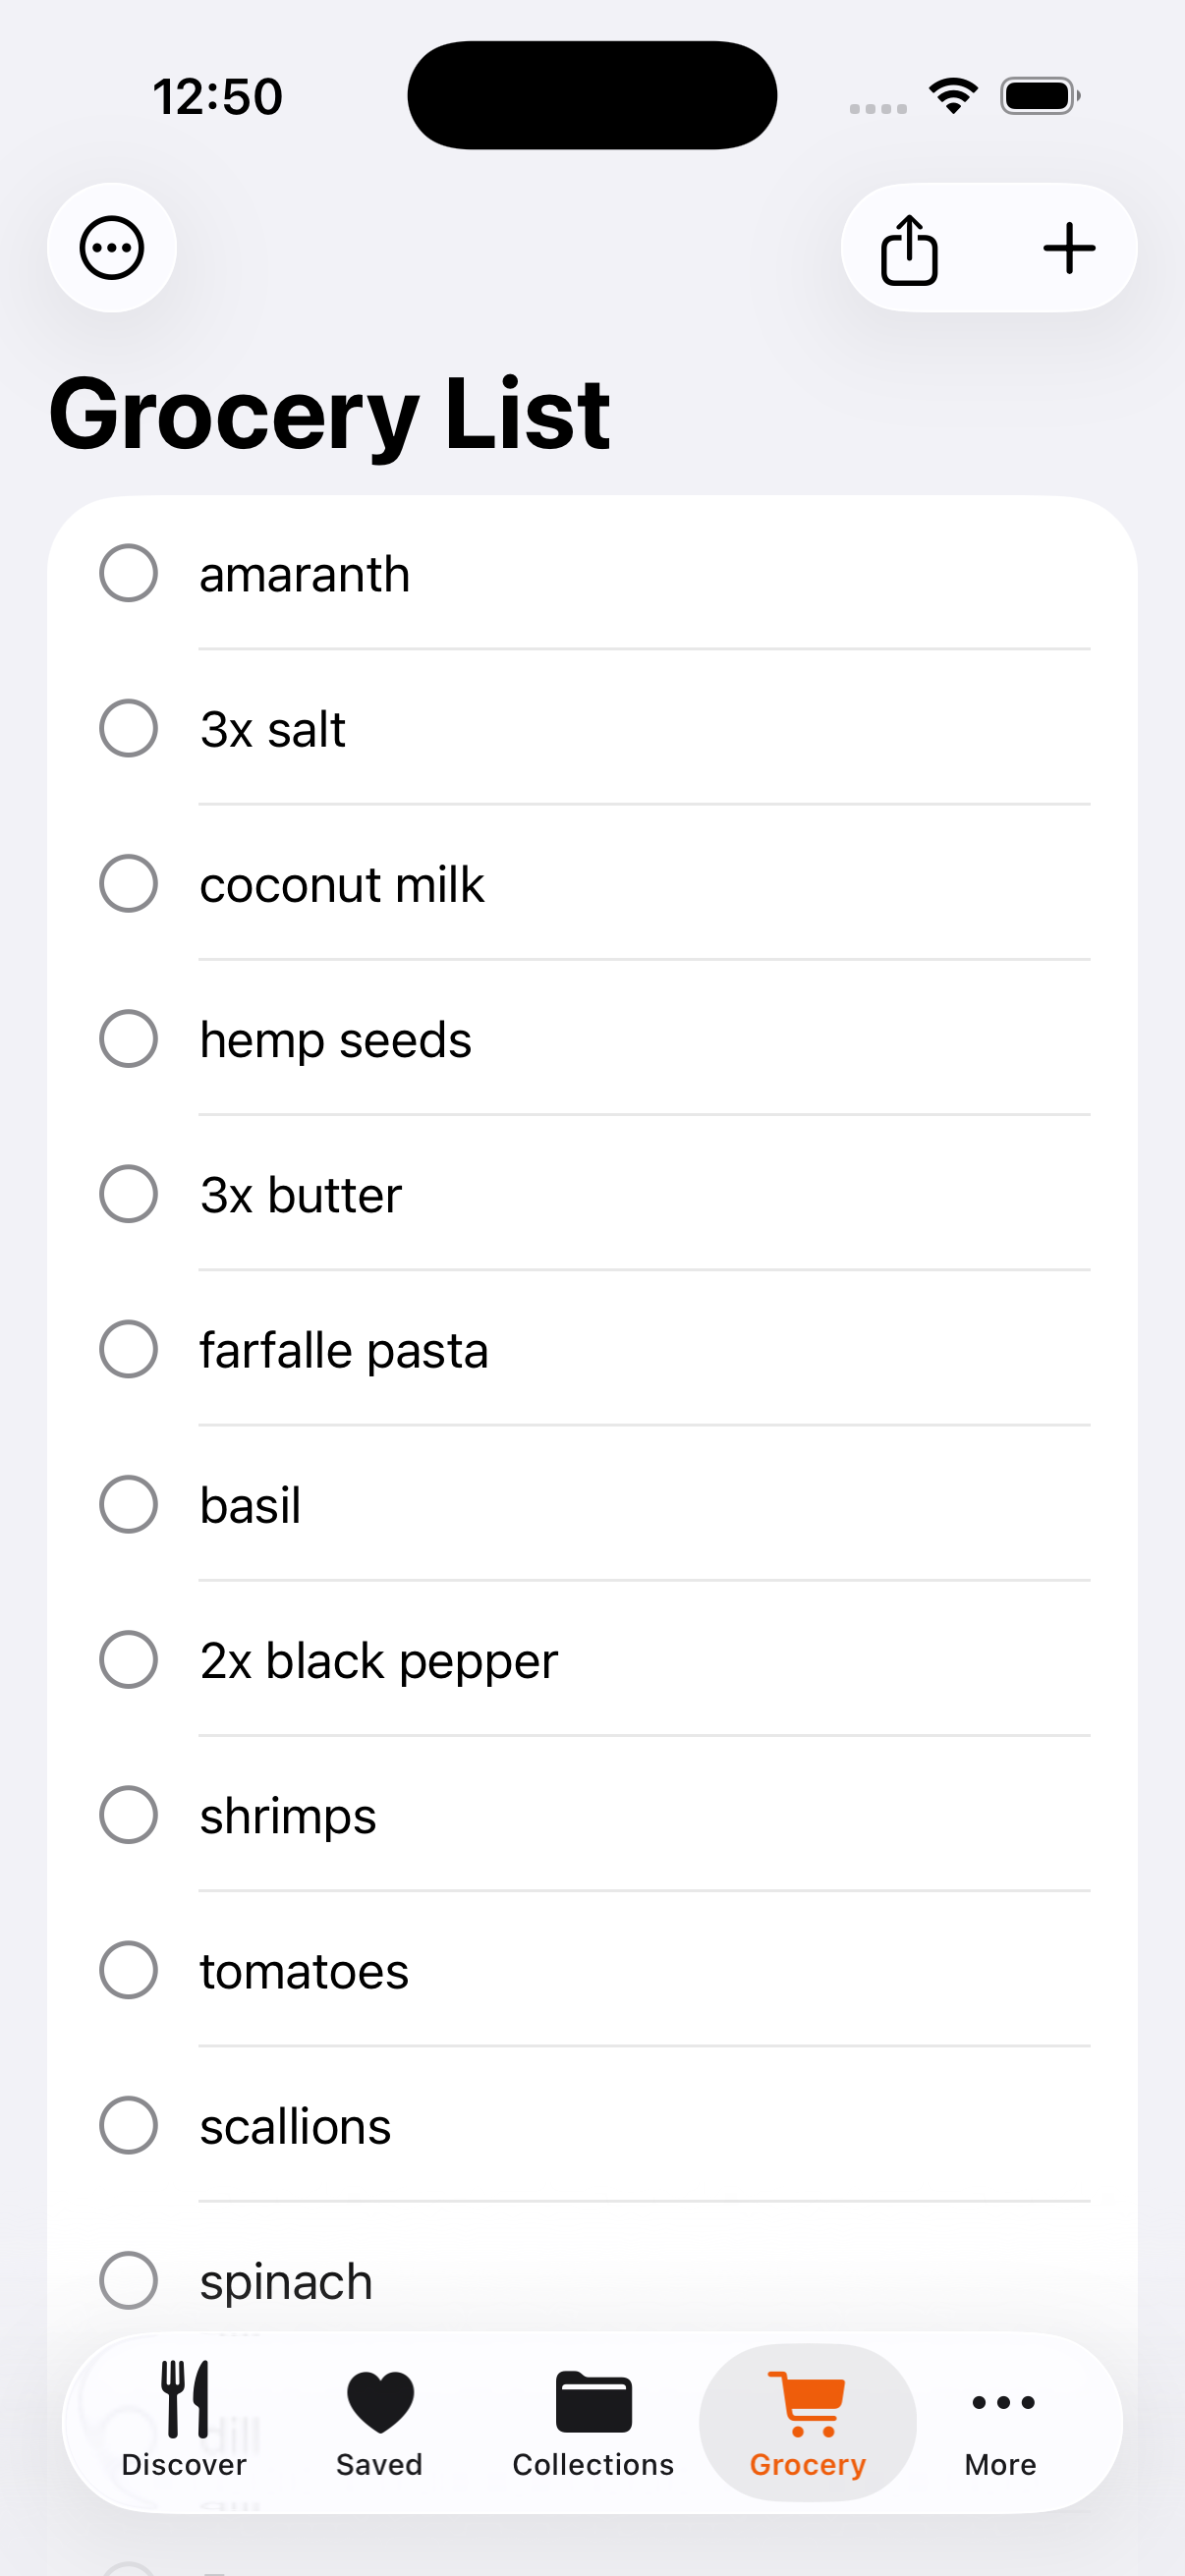 12:50
Grocery List
amaranth
3x salt
coconut milk
hemp seeds
3x butter
farfalle pasta
basil
2x black pepper
shrimps
tomatoes
scallions
spinach
dill
Discover
Saved
Collections
Grocery
More